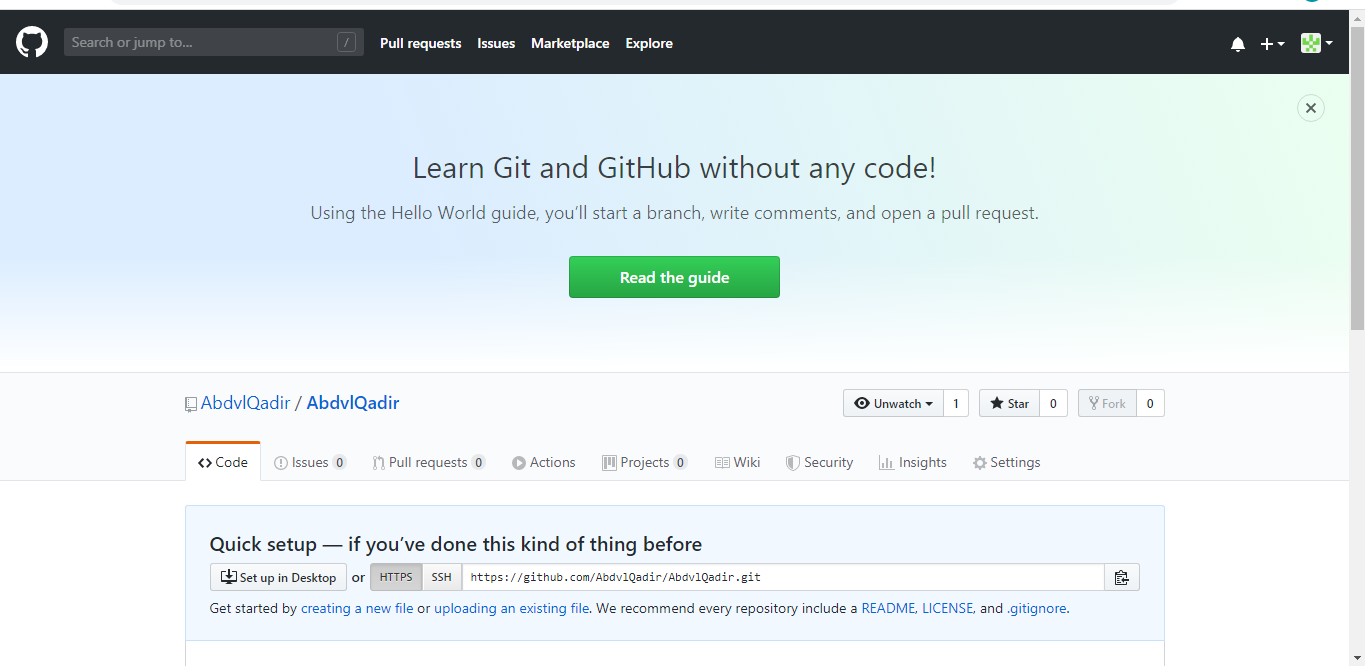 Search or jump to... / Pull requests Issues Marketplace Explore
Learn Git and GitHub without any code!
Using the Hello World guide, you’ll start a branch, write comments, and open a pull request.
Read the guide
AbdvlQadir / AbdvlQadir Unwatch 1 Star 0 Fork 0
Code Issues 0 Pull requests 0 Actions Projects 0 Wiki Security Insights Settings
Quick setup — if you’ve done this kind of thing before
Set up in Desktop or HTTPS SSH https://github.com/AbdvlQadir/AbdvlQadir.git
Get started by creating a new file or uploading an existing file. We recommend every repository include a README, LICENSE, and .gitignore.